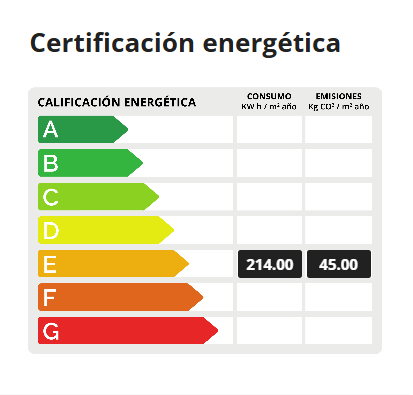 Certificación energética
CALIFICACIÓN ENERGÉTICA
CONSUMO
KW h / m² año
EMISIONES
Kg CO² / m² año
A
B
C
D
E 214.00 45.00
F
G